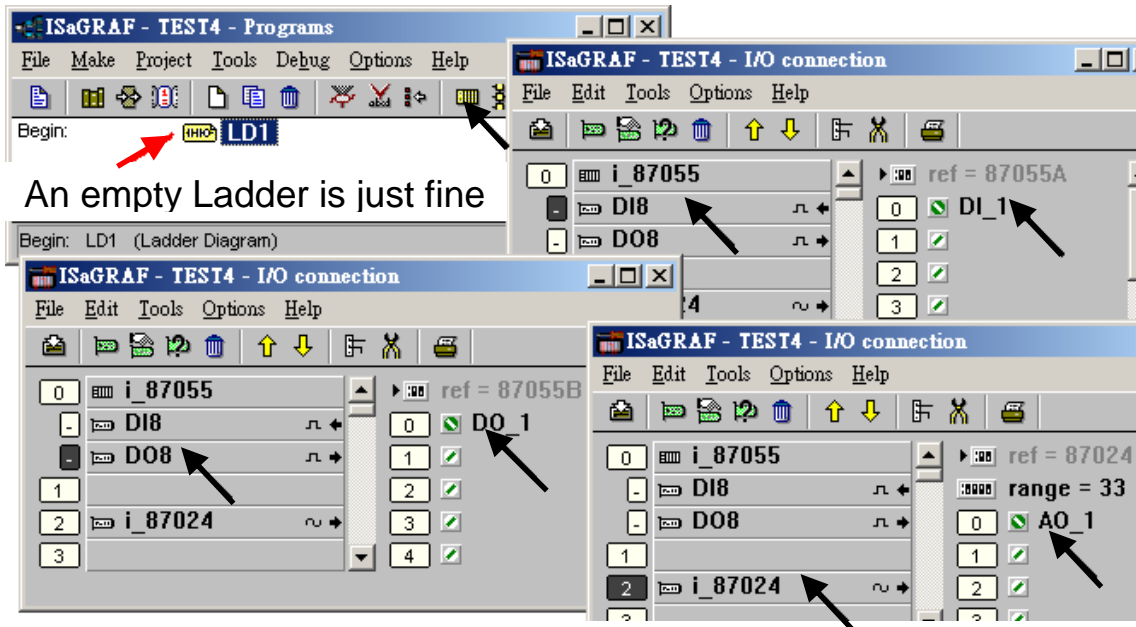 ISaGRAF - TEST4 - Programs
File Make Project Tools Debug Options Help
Begin: LD1
An empty Ladder is just fine
Begin: LD1 (Ladder Diagram)
ISaGRAF - TEST4 - I/O connection
File Edit Tools Options Help
0 i_87055
- DI8
- DO8
ref = 87055A
0 DI_1
1
2
3
ISaGRAF - TEST4 - I/O connection
File Edit Tools Options Help
0 i_87055
- DI8
- DO8
1
2 i_87024
3
ref = 87055B
0 DO_1
1
2
3
4
ISaGRAF - TEST4 - I/O connection
File Edit Tools Options Help
0 i_87055
- DI8
- DO8
1
2 i_87024
3
ref = 87024
range = 33
0 AO_1
1
2
3